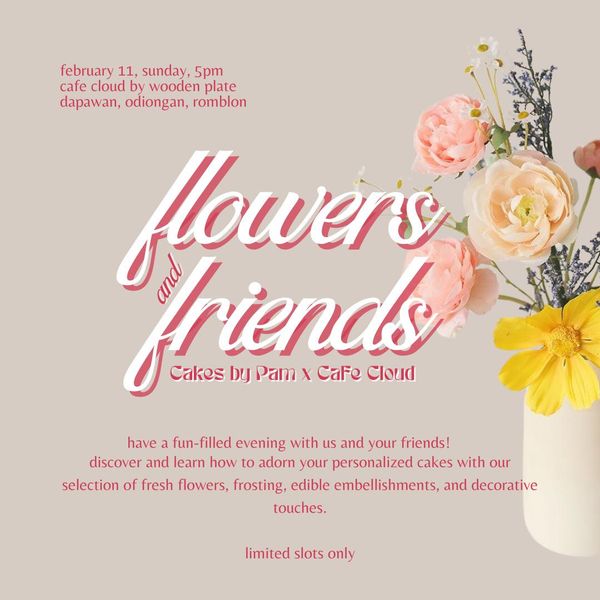 february 11, sunday, 5pm
cafe cloud by wooden plate
dapawan, odiongan, romblon
flowers
and
friends
Cakes by Pam x Cafe Cloud
have a fun-filled evening with us and your friends!
discover and learn how to adorn your personalized cakes with our
selection of fresh flowers, frosting, edible embellishments, and decorative
touches.
limited slots only